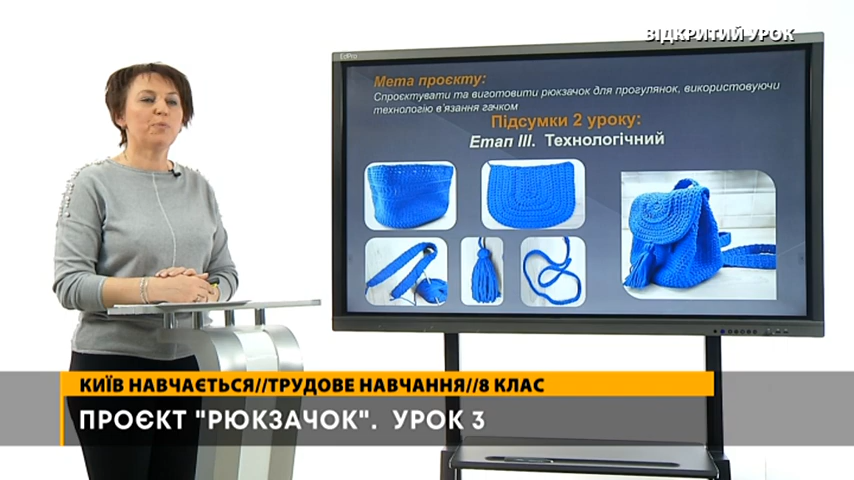 ВІДКРИТИЙ УРОК
EdPro
Мета проєкту:
Спроєктувати та виготовити рюкзачок для прогулянок, використовуючи
технологію в'язання гачком
Підсумки 2 уроку:
Етап III. Технологічний
КИЇВ НАВЧАЄТЬСЯ//ТРУДОВЕ НАВЧАННЯ//8 КЛАС
ПРОЄКТ "РЮКЗАЧОК". УРОК 3